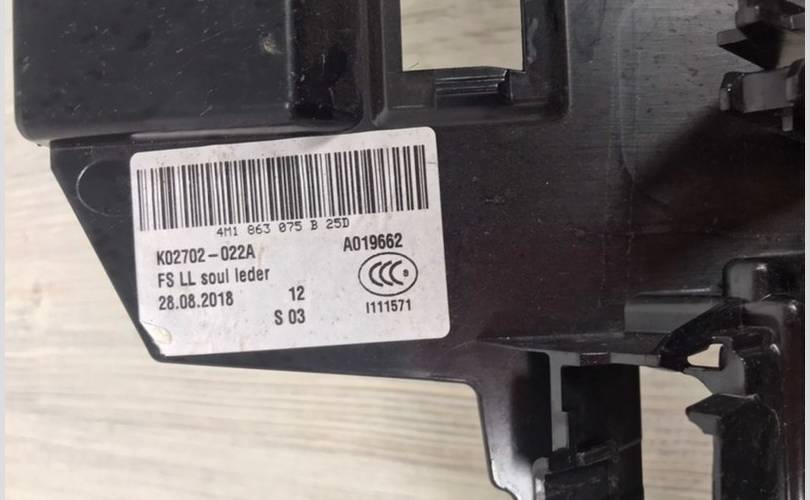 4M1 863 075 B 25D
K02702-022A A019662
FS LL soul leder
28.08.2018 12
S 03 I111571